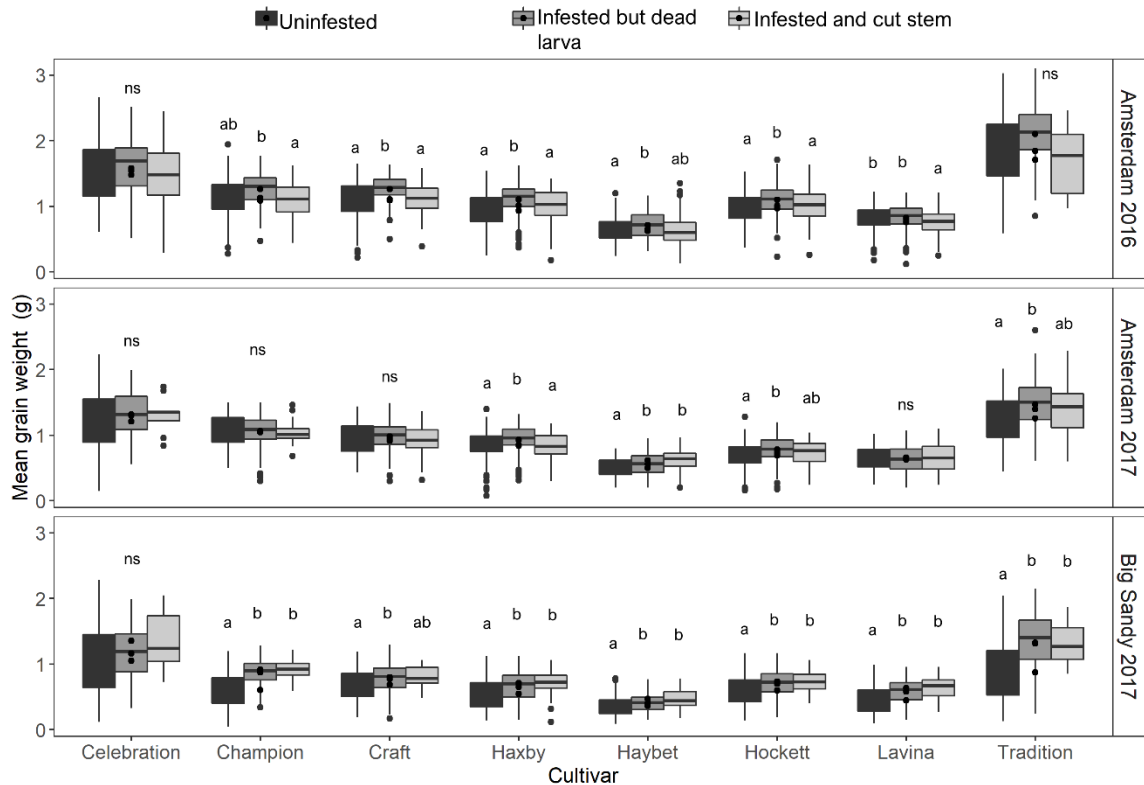 Uninfested
Infested but dead larva
Infested and cut stem
Mean grain weight (g)
3
2
1
0
ns
ab b a
a b a
a b a
a b ab
a b a
b b a
ns
Amsterdam 2016
3
2
1
0
ns
ns
ns
a b a
a b b
a b ab
ns
a b ab
Amsterdam 2017
3
2
1
0
ns
a b b
a b ab
a b b
a b b
a b b
a b b
a b b
Big Sandy 2017
Celebration Champion Craft Haxby Haybet Hockett Lavina Tradition
Cultivar